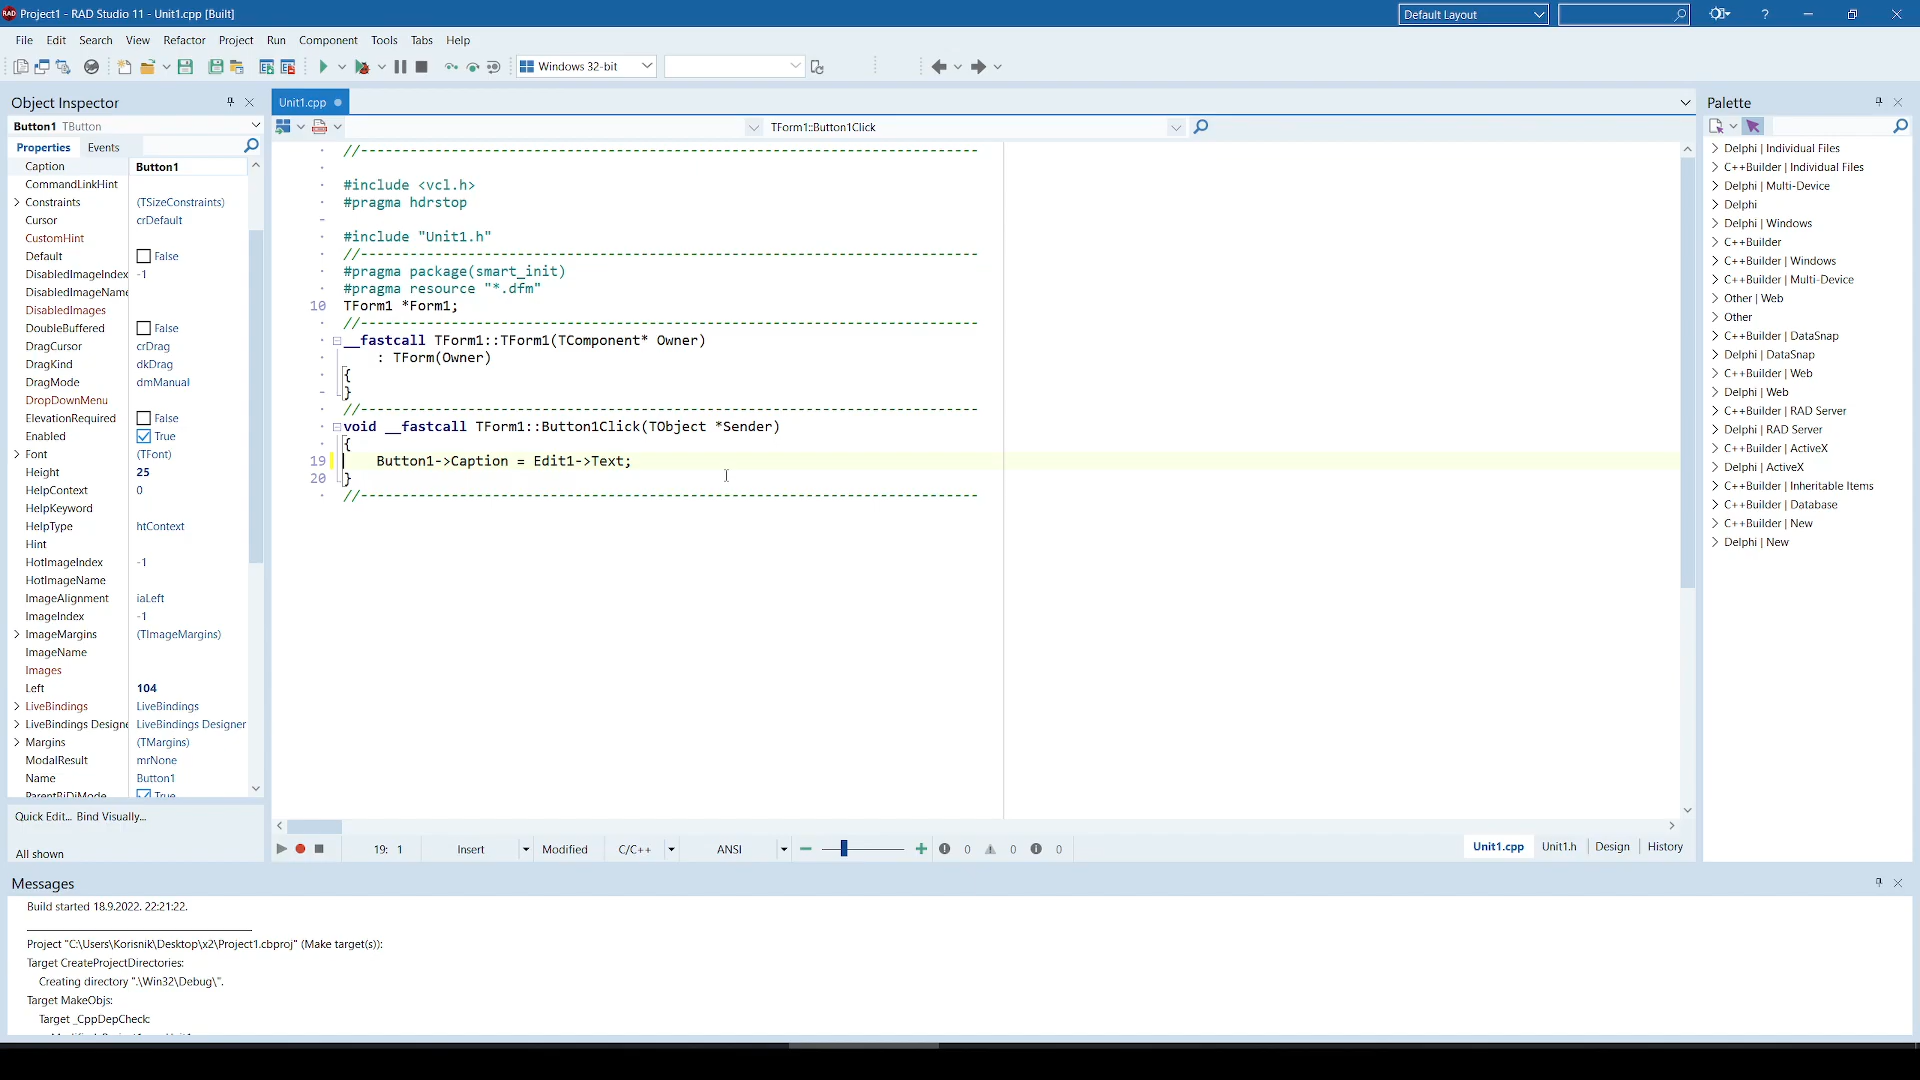 Project1 - RAD Studio 11 - Unit1.cpp [Built]
Default Layout
?
File Edit Search View Refactor Project Run Component Tools Tabs Help
Windows 32-bit
Object Inspector
Button1 TButton
Properties Events
Caption Button1
CommandLinkHint
Constraints (TSizeConstraints)
Cursor crDefault
CustomHint
Default False
DisabledImageIndex -1
DisabledImageName
DisabledImages
DoubleBuffered False
DragCursor crDrag
DragKind dkDrag
DragMode dmManual
DropDownMenu
ElevationRequired False
Enabled True
Font (TFont)
Height 25
HelpContext 0
HelpKeyword
HelpType htContext
Hint
HotImageIndex -1
HotImageName
ImageAlignment iaLeft
ImageIndex -1
ImageMargins (TImageMargins)
ImageName
Images
Left 104
LiveBindings LiveBindings
LiveBindings Designe LiveBindings Designer
Margins (TMargins)
ModalResult mrNone
Name Button1
ParentBiDiMode True
Quick Edit... Bind Visually...
All shown
Unit1.cpp
TForm1::Button1Click
//---------------------------------------------------------------------------
#include <vcl.h>
#pragma hdrstop
#include "Unit1.h"
//---------------------------------------------------------------------------
#pragma package(smart_init)
#pragma resource "*.dfm"
10 TForm1 *Form1;
//---------------------------------------------------------------------------
__fastcall TForm1::TForm1(TComponent* Owner)
: TForm(Owner)
{
}
//---------------------------------------------------------------------------
void __fastcall TForm1::Button1Click(TObject *Sender)
{
19 Button1->Caption = Edit1->Text;
20 }
//---------------------------------------------------------------------------
19: 1 Insert Modified C/C++ ANSI 0 0 0
Unit1.cpp Unit1.h Design History
Palette
Delphi | Individual Files
C++Builder | Individual Files
Delphi | Multi-Device
Delphi
Delphi | Windows
C++Builder
C++Builder | Windows
C++Builder | Multi-Device
Other | Web
Other
C++Builder | DataSnap
Delphi | DataSnap
C++Builder | Web
Delphi | Web
C++Builder | RAD Server
Delphi | RAD Server
C++Builder | ActiveX
Delphi | ActiveX
C++Builder | Inheritable Items
C++Builder | Database
C++Builder | New
Delphi | New
Messages
Build started 18.9.2022. 22:21:22.
Project "C:\Users\Korisnik\Desktop\x2\Project1.cbproj" (Make target(s)):
Target CreateProjectDirectories:
Creating directory ".\Win32\Debug\".
Target MakeObjs:
Target _CppDepCheck: